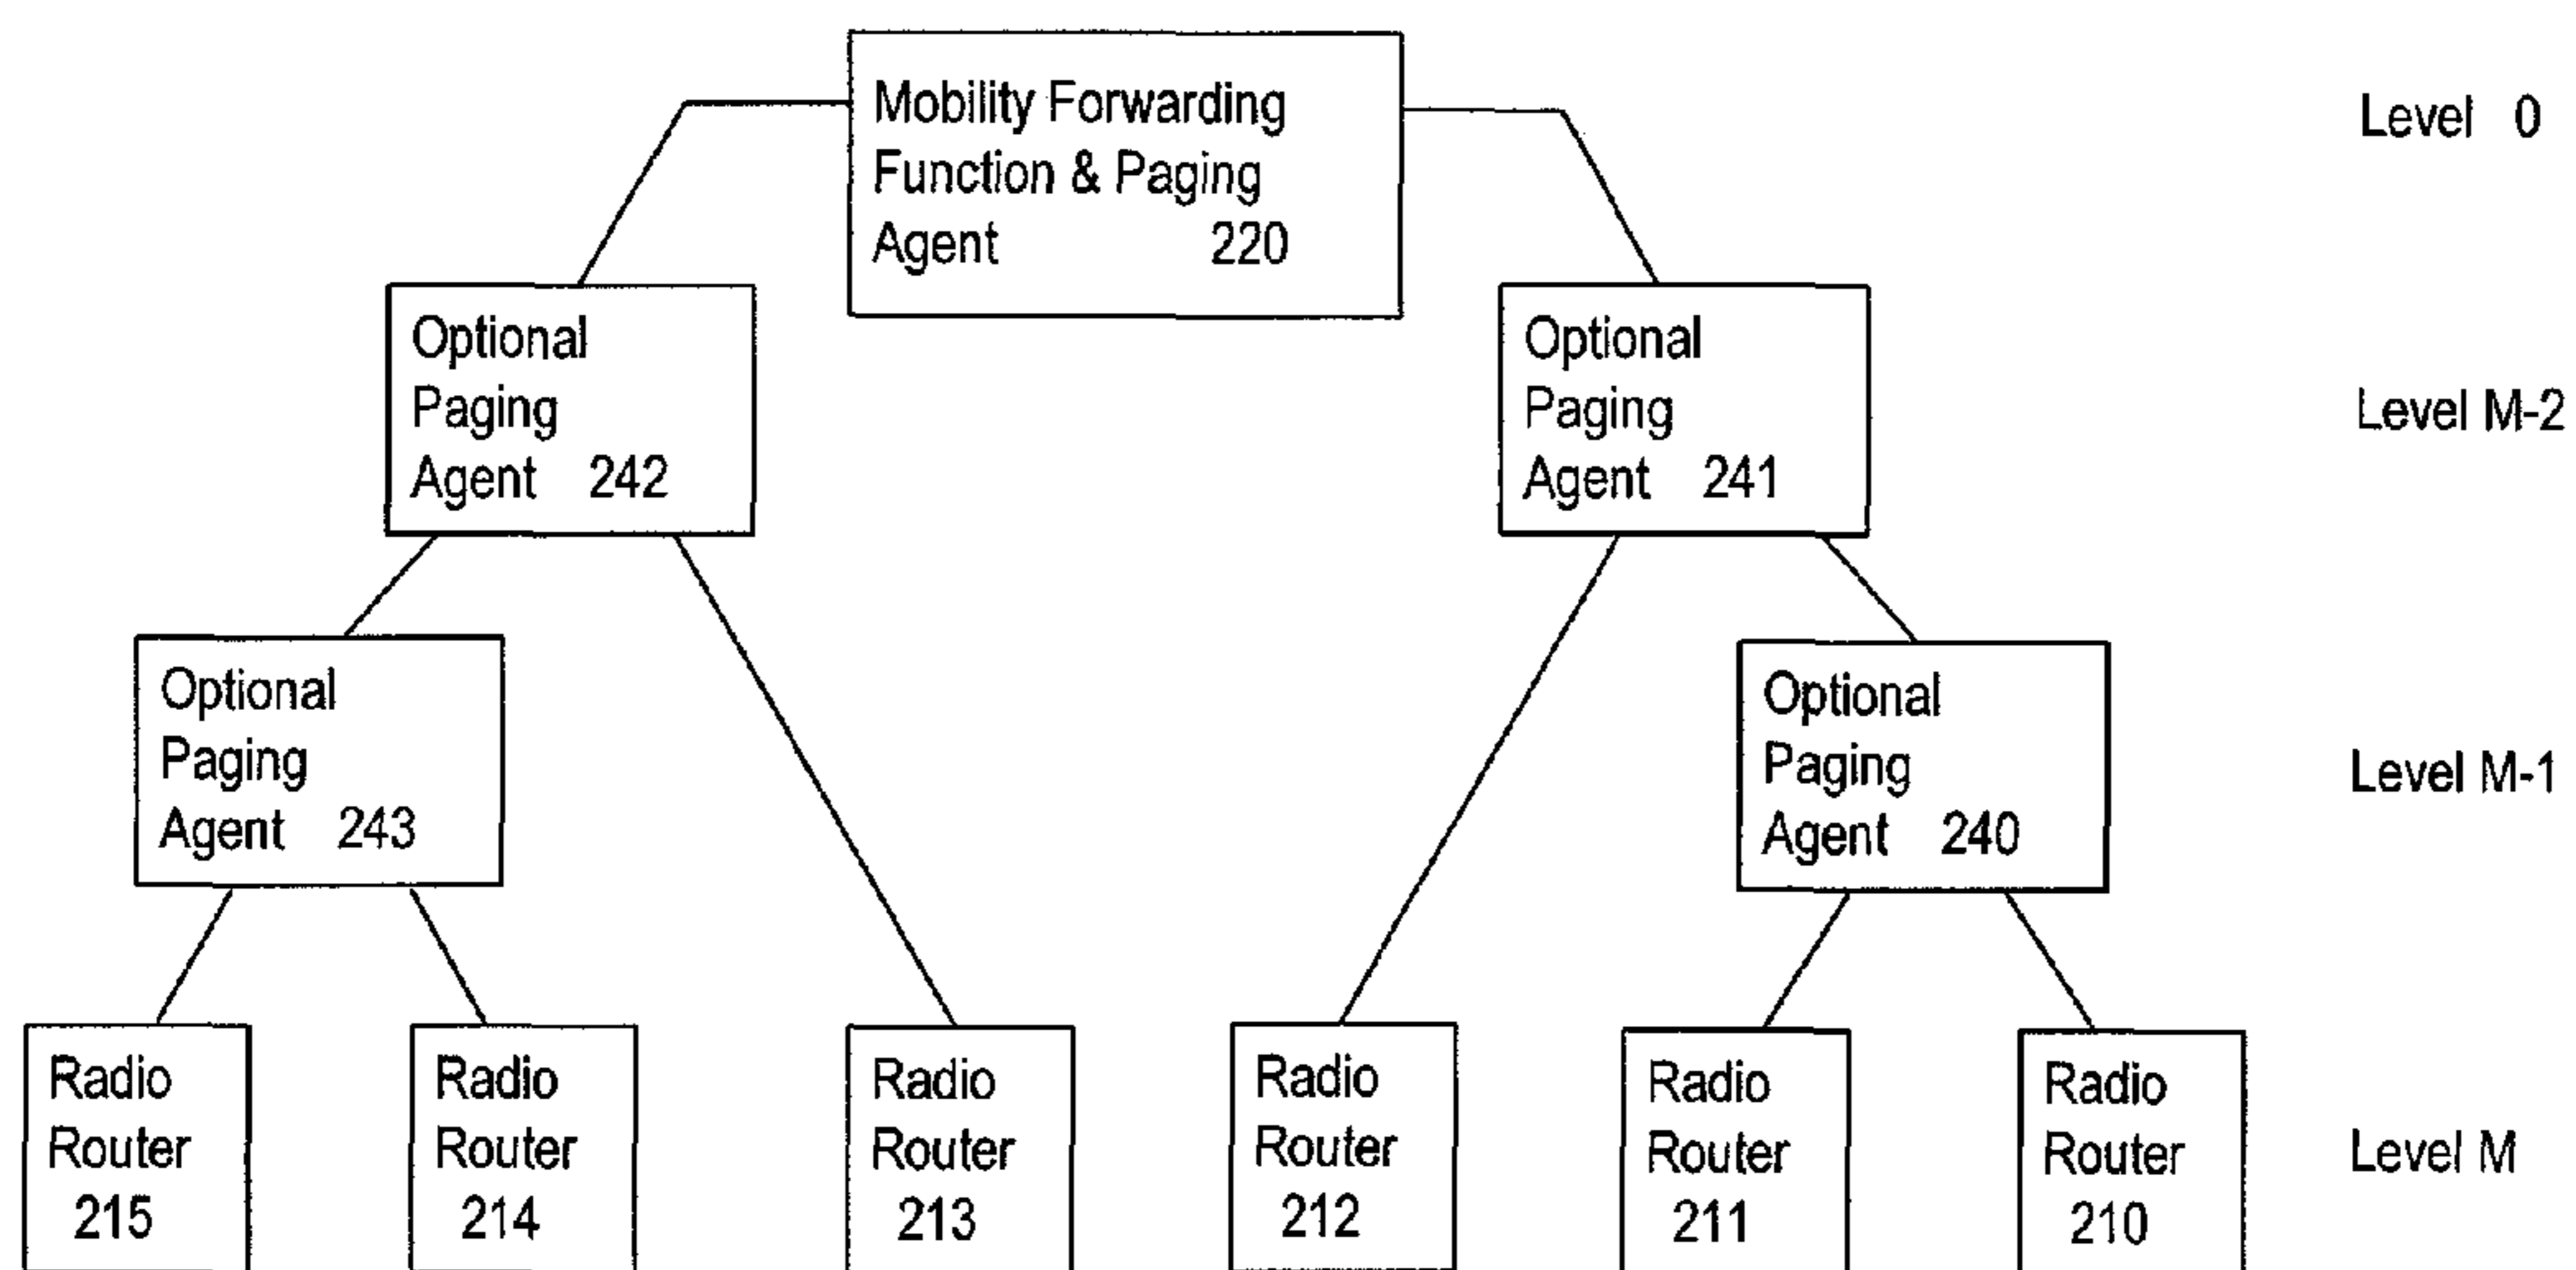 Mobility Forwarding
Function & Paging
Agent 220
Level 0
Optional
Paging
Agent 242
Optional
Paging
Agent 241
Level M-2
Optional
Paging
Agent 243
Optional
Paging
Agent 240
Level M-1
Radio
Router
215
Radio
Router
214
Radio
Router
213
Radio
Router
212
Radio
Router
211
Radio
Router
210
Level M